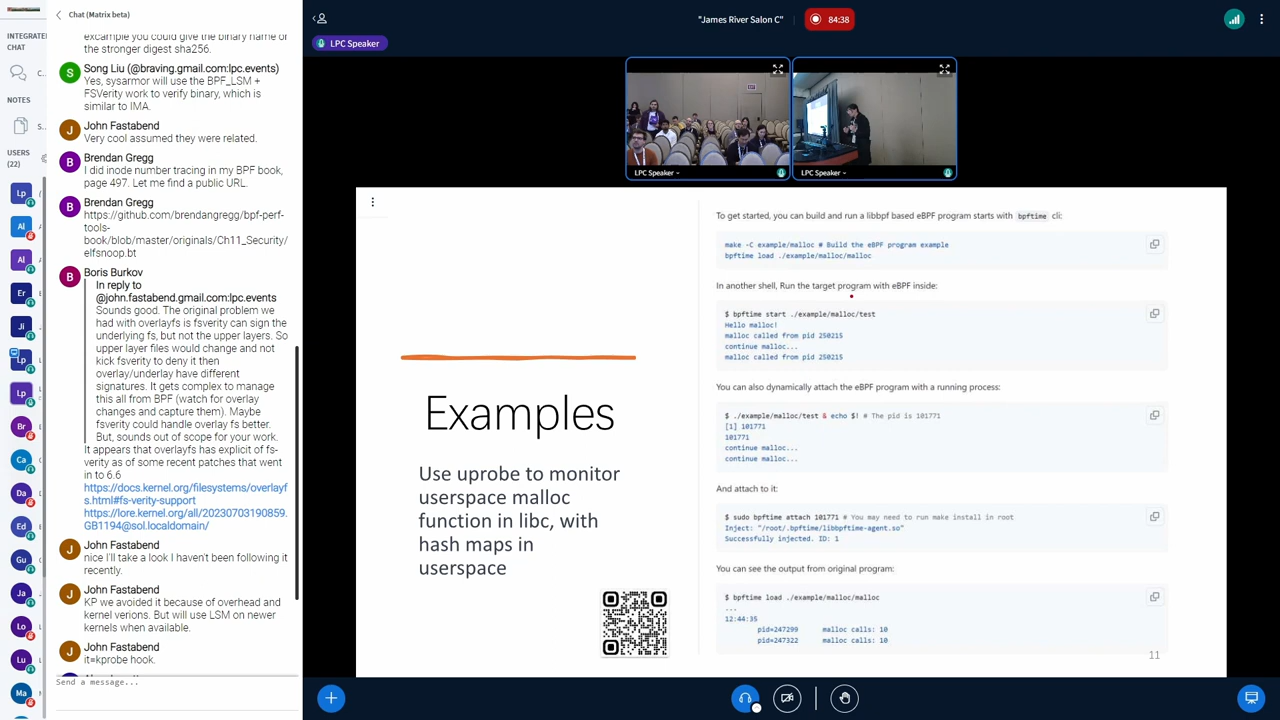 INTEGRATE
CHAT
NOTES
USERS
(22)
Lp
Al
Al
Er
Ji
Lp
Lp
Br
Ca
Da
Ed
Gu
Ja
Lo
Lu
Ma
Chat (Matrix beta)
excample you could give the binary name or
the stronger digest sha256.
S
Song Liu (@braving.gmail.com:lpc.events)
Yes, sysarmor will use the BPF_LSM +
FSVerity work to verify binary, which is
similar to IMA.
J
John Fastabend
Very cool assumed they were related.
B
Brendan Gregg
I did inode number tracing in my BPF book,
page 497. Let me find a public URL.
B
Brendan Gregg
https://github.com/brendangregg/bpf-perf-
tools-
book/blob/master/originals/Ch11_Security/
elfsnoop.bt
B
Boris Burkov
In reply to
@john.fastabend.gmail.com:lpc.events
Sounds good. The original problem we
had with overlayfs is fsverity can sign the
underling fs, but not the upper layers. So
upper layer files would change and not
lock fsverity to deny it then
overlay/underlay have different
signatures. It gets complex to manage
this all from BPF (watch for overlay
changes and capture them). Maybe
fsverity could handle overlay fs better.
But, sounds out of scope for your work.
It appears that overlayfs has explicit of fs-
verity as of some recent patches that went
in to 6.6
https://docs.kernel.org/filesystems/overlayf
s.html#fs-verity-support
https://lore.kernel.org/all/20230703190859.
GB1194@sol.localdomain/
J
John Fastabend
nice I'll take a look I haven't been following it
recently.
J
John Fastabend
KP we avoided it because of overhead and
kernel verions. But will use LSM on newer
kernels when available.
J
John Fastabend
it=kprobe hook.
Send a message...
"James River Salon C"
84:38
LPC Speaker
LPC Speaker
LPC Speaker
Examples
Use uprobe to monitor
userspace malloc
function in libc, with
hash maps in
userspace
To get started, you can build and run a libbpf based eBPF program starts with bpftime cli:
make -C example/malloc # Build the eBPF program example
bpftime load ./example/malloc/malloc
In another shell, Run the target program with eBPF inside:
$ bpftime start ./example/malloc/test
Hello malloc!
malloc called from pid 250215
continue malloc...
malloc called from pid 250215
You can also dynamically attach the eBPF program with a running process:
$ ./example/malloc/test & echo $! # The pid is 101771
[1] 101771
101771
continue malloc...
continue malloc...
And attach to it:
$ sudo bpftime attach 101771 # You may need to run make install in root
Inject: "/root/.bpftime/libbpftime-agent.so"
Successfully injected. ID: 1
You can see the output from original program:
$ bpftime load ./example/malloc/malloc
...
12:44:35
pid=247299 malloc calls: 10
pid=247322 malloc calls: 10
11